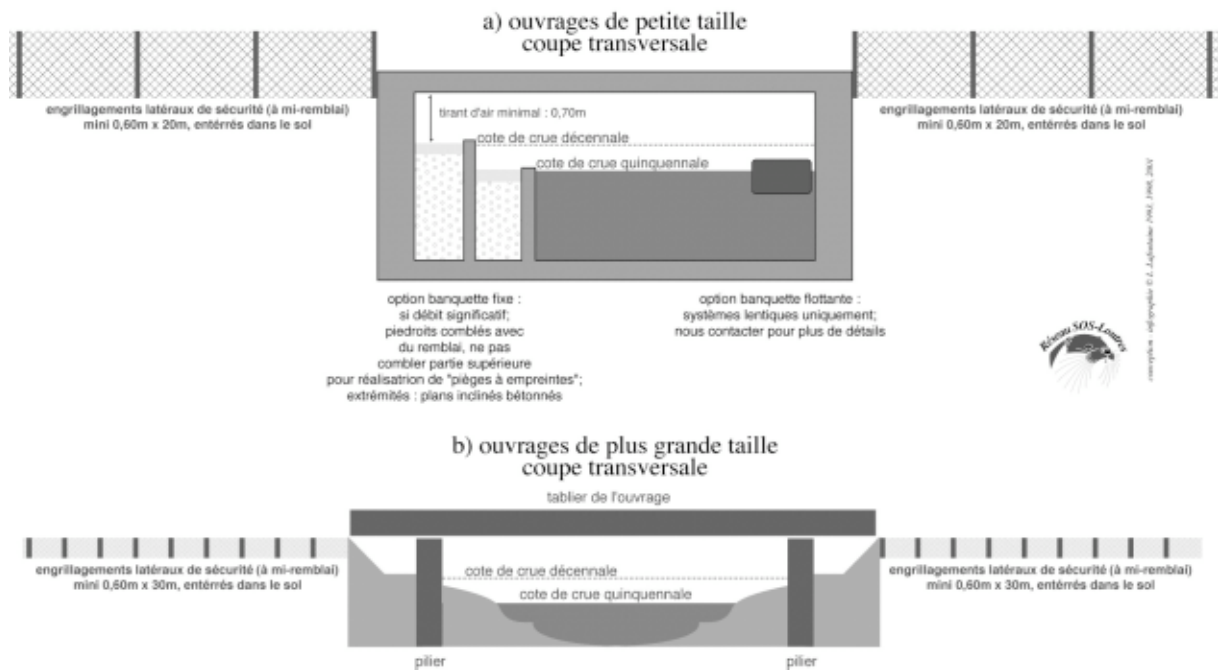 a) ouvrages de petite taille
coupe transversale
engrillagements latéraux de sécurité (à mi-remblai)
mini 0,60m x 20m, entérrés dans le sol
engrillagements latéraux de sécurité (à mi-remblai)
mini 0,60m x 20m, entérrés dans le sol
tirant d'air minimal : 0,70m
cote de crue décennale
cote de crue quinquennale
option banquette fixe :
si débit significatif;
piedroits comblés avec
du remblai, ne pas
combler partie supérieure
pour réalisatrion de "pièges à empreintes";
extrémités : plans inclinés bétonnés
option banquette flottante :
systèmes lentiques uniquement;
nous contacter pour plus de détails
Réseau SOS-Loutres
conception - infographie © L. Lafontaine
b) ouvrages de plus grande taille
coupe transversale
tablier de l'ouvrage
engrillagements latéraux de sécurité (à mi-remblai)
mini 0,60m x 30m, entérrés dans le sol
engrillagements latéraux de sécurité (à mi-remblai)
mini 0,60m x 30m, entérrés dans le sol
cote de crue décennale
cote de crue quinquennale
pilier
pilier